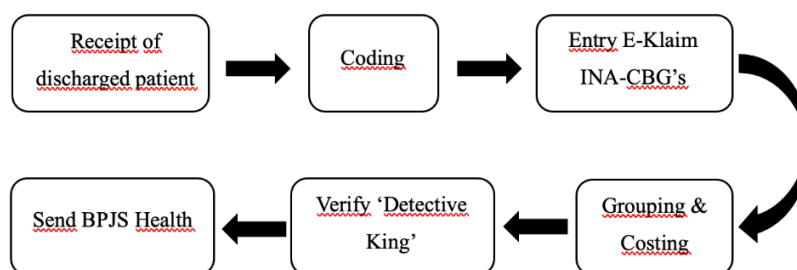 Receipt of
discharged patient
Coding
Entry E-Klaim
INA-CBG's
Grouping &
Costing
Verify 'Detective
King'
Send BPJS Health